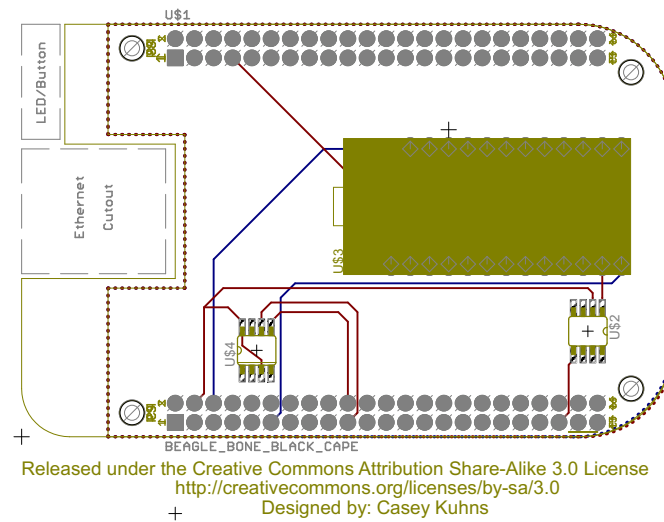 U$1
LED/Button
Ethernet
Cutout
U$3
U$2
U$4
BEAGLE_BONE_BLACK_CAPE
Released under the Creative Commons Attribution Share-Alike 3.0 License
http://creativecommons.org/licenses/by-sa/3.0
Designed by: Casey Kuhns